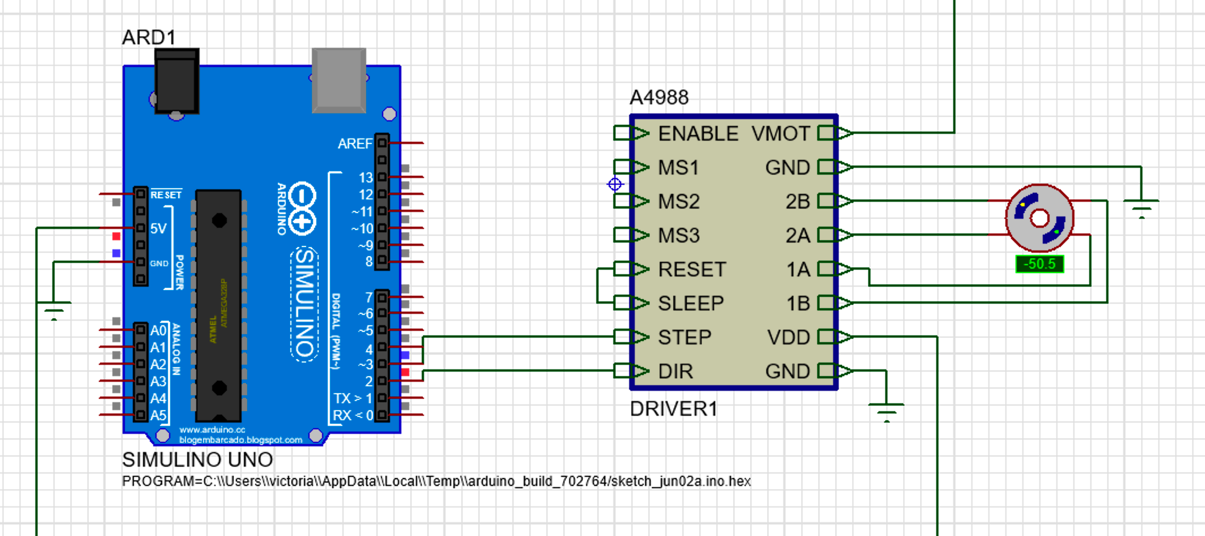 ARD1
AREF
13
12
~11
~10
~9
8
7
~6
~5
4
~3
2
TX > 1
RX < 0
RESET
5V
GND
POWER
A0
A1
A2
A3
A4
A5
ANALOG IN
ATMEL
ATMEGA328P
ARDUINO
SIMULINO
DIGITAL (PWM~)
www.arduino.cc
blogembarcado.blogspot.com
SIMULINO UNO
PROGRAM=C:\\Users\\victoria\\AppData\\Local\\Temp\\arduino_build_702764/sketch_jun02a.ino.hex
A4988
ENABLE VMOT
MS1 GND
MS2 2B
MS3 2A
RESET 1A
SLEEP 1B
STEP VDD
DIR GND
DRIVER1
-50.5